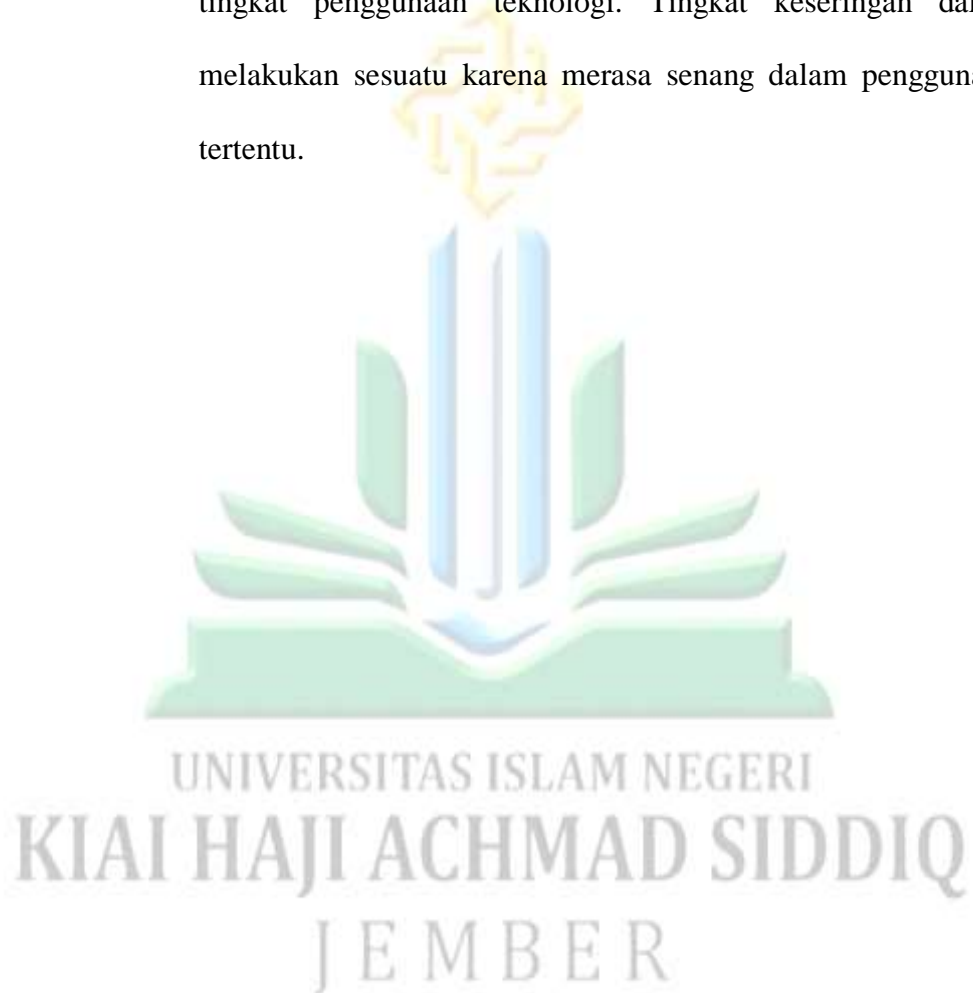 tingkat penggunaan teknologi. Tingkat keseringan
melakukan sesuatu karena merasa senang dalam
tertentu.
UNIVERSITAS ISLAM NEGERI
KIAI HAJI ACHMAD SIDDIQ
JEMBER